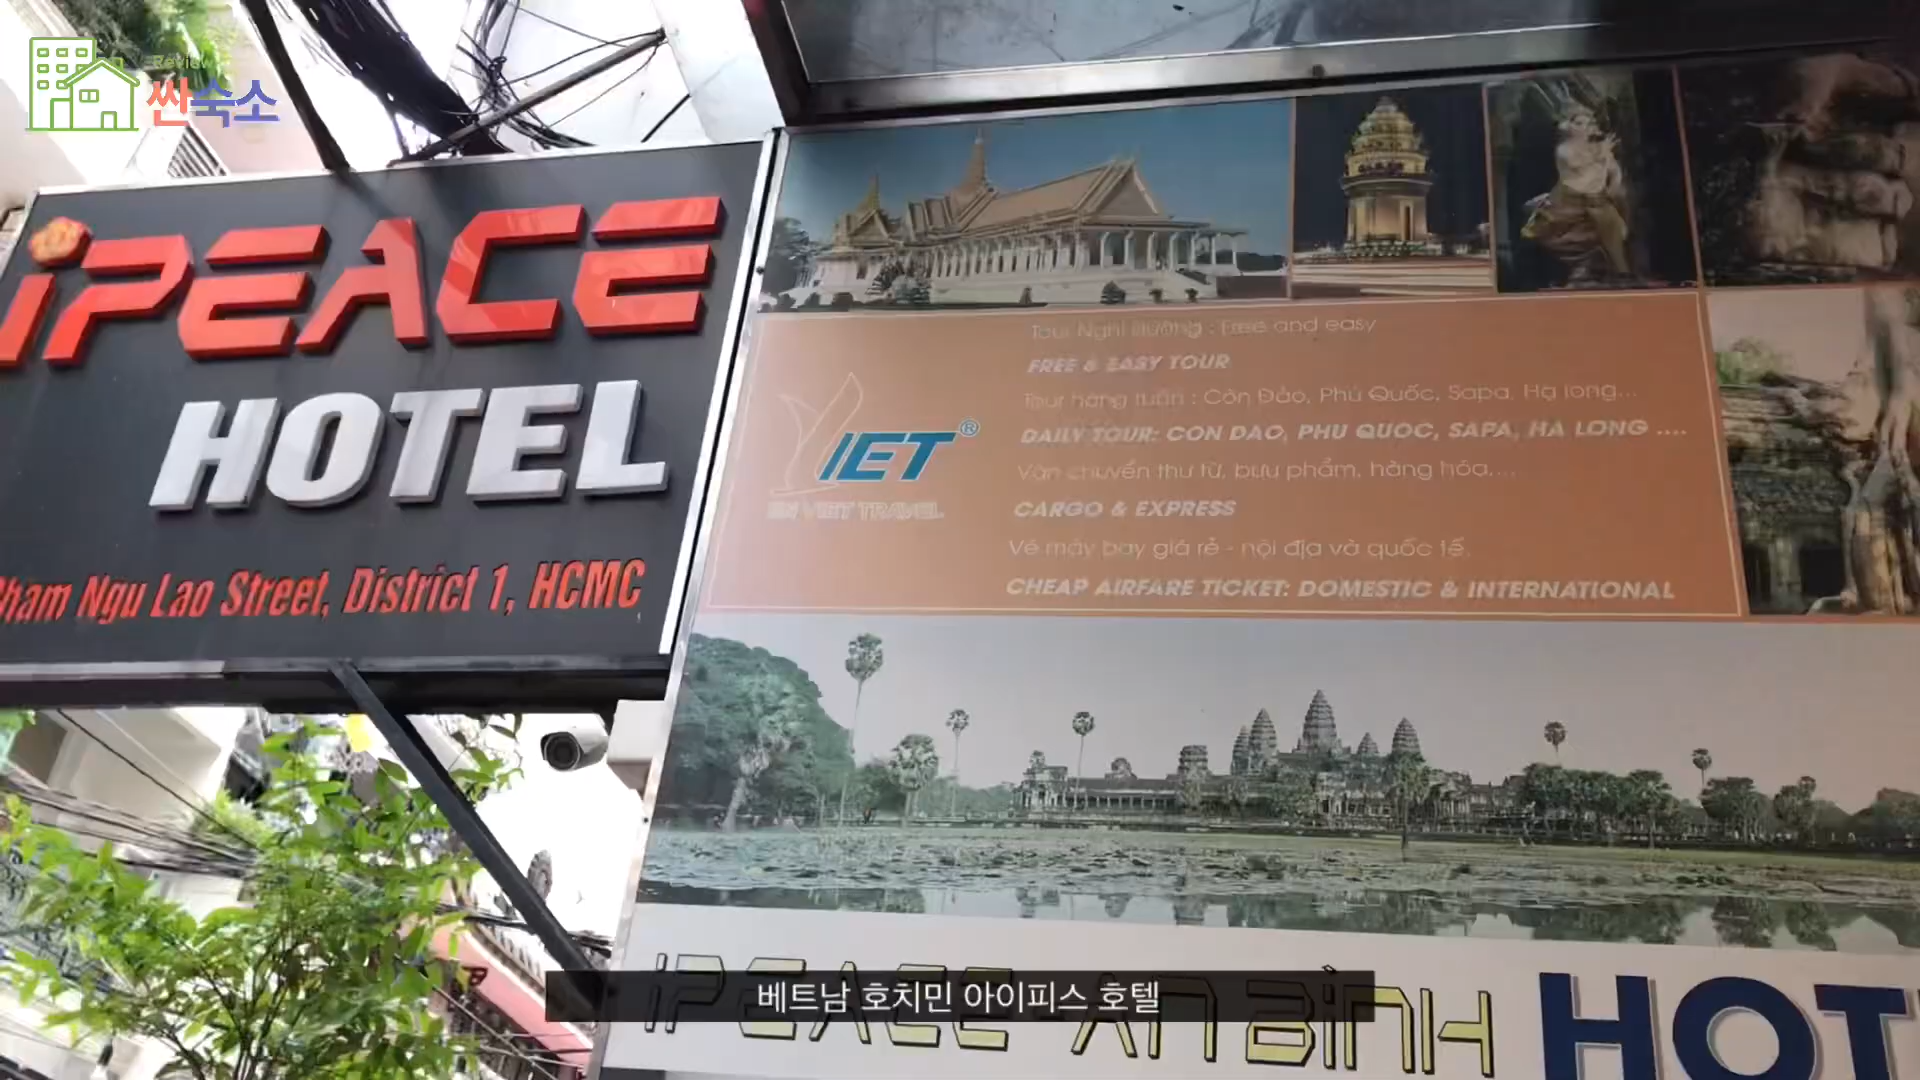 Review
싼숙소
iPEACE
HOTEL
Pham Ngu Lao Street, District 1, HCMC
Tour Nghỉ Dưỡng : Free and easy
FREE & EASY TOUR
Tour hàng tuần : Côn Đảo, Phú Quốc, Sapa, Hạ long...
DAILY TOUR: CON DAO, PHU QUOC, SAPA, HA LONG ....
Vận chuyển thư từ, bưu phẩm, hàng hóa....
CARGO & EXPRESS
Vé máy bay giá rẻ - nội địa và quốc tế.
CHEAP AIRFARE TICKET: DOMESTIC & INTERNATIONAL
VIET®
VIET TRAVEL
iPEACE - AN BÌNH HOT
베트남 호치민 아이피스 호텔